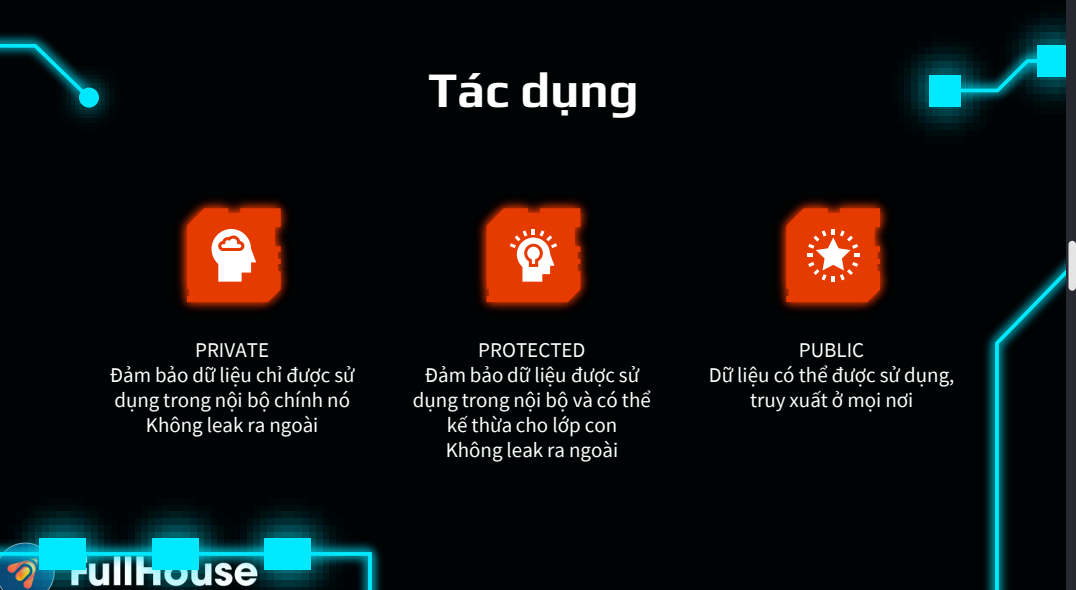 Tác dụng
PRIVATE
Đảm bảo dữ liệu chỉ được sử
dụng trong nội bộ chính nó
Không leak ra ngoài
PROTECTED
Đảm bảo dữ liệu được sử
dụng trong nội bộ và có thể
kế thừa cho lớp con
Không leak ra ngoài
PUBLIC
Dữ liệu có thể được sử dụng,
truy xuất ở mọi nơi
FullHouse